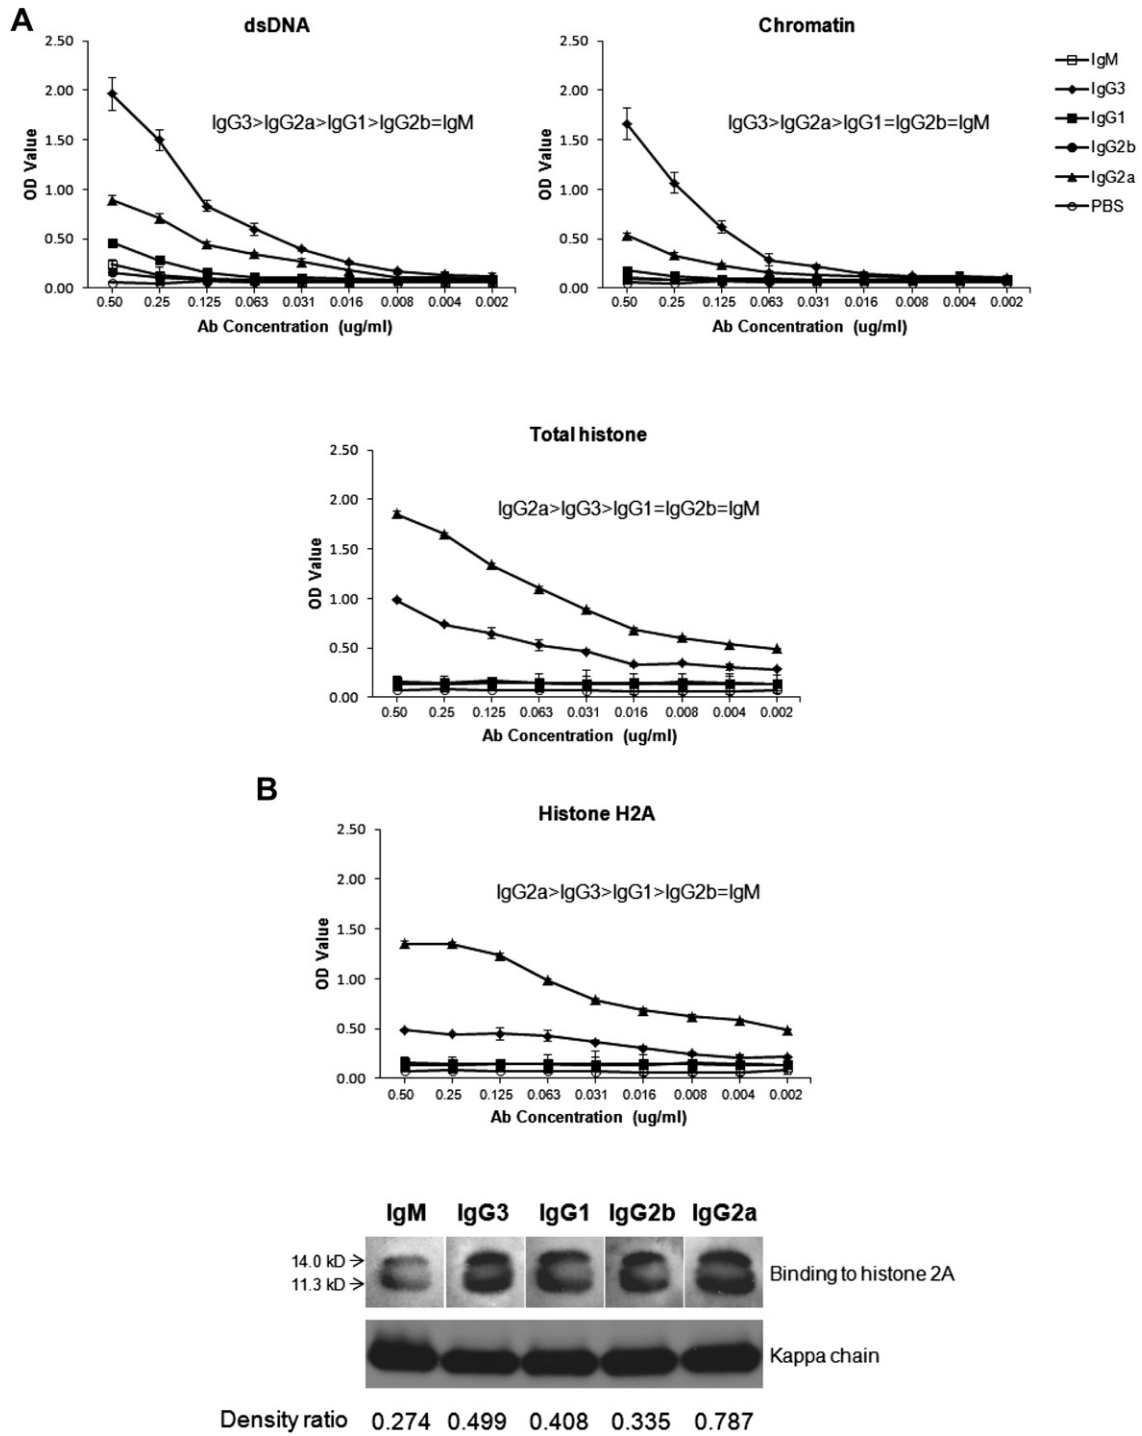 A
dsDNA
2.50
2.00
1.50
1.00
0.50
0.00
OD Value
IgG3>IgG2a>IgG1>IgG2b=IgM
0.50 0.25 0.125 0.063 0.031 0.016 0.008 0.004 0.002
Ab Concentration (ug/ml)
Chromatin
2.50
2.00
1.50
1.00
0.50
0.00
OD Value
IgG3>IgG2a>IgG1=IgG2b=IgM
0.50 0.25 0.125 0.063 0.031 0.016 0.008 0.004 0.002
Ab Concentration (ug/ml)
IgM
IgG3
IgG1
IgG2b
IgG2a
PBS
Total histone
2.50
2.00
1.50
1.00
0.50
0.00
OD Value
IgG2a>IgG3>IgG1=IgG2b=IgM
0.50 0.25 0.125 0.063 0.031 0.016 0.008 0.004 0.002
Ab Concentration (ug/ml)
B
Histone H2A
2.50
2.00
1.50
1.00
0.50
0.00
OD Value
IgG2a>IgG3>IgG1>IgG2b=IgM
0.50 0.25 0.125 0.063 0.031 0.016 0.008 0.004 0.002
Ab Concentration (ug/ml)
IgM IgG3 IgG1 IgG2b IgG2a
14.0 kD
11.3 kD
Binding to histone 2A
Kappa chain
Density ratio 0.274 0.499 0.408 0.335 0.787